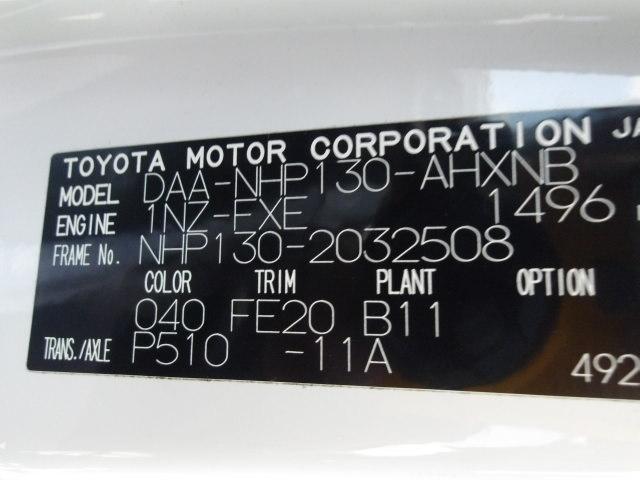 TOYOTA MOTOR CORPORATION JA
MODEL DAA-NHP130-AHXNB
ENGINE 1NZ-FXE 1496
FRAME No. NHP130-2032508
COLOR TRIM PLANT OPTION
040 FE20 B11
TRANS./AXLE P510 -11A
492